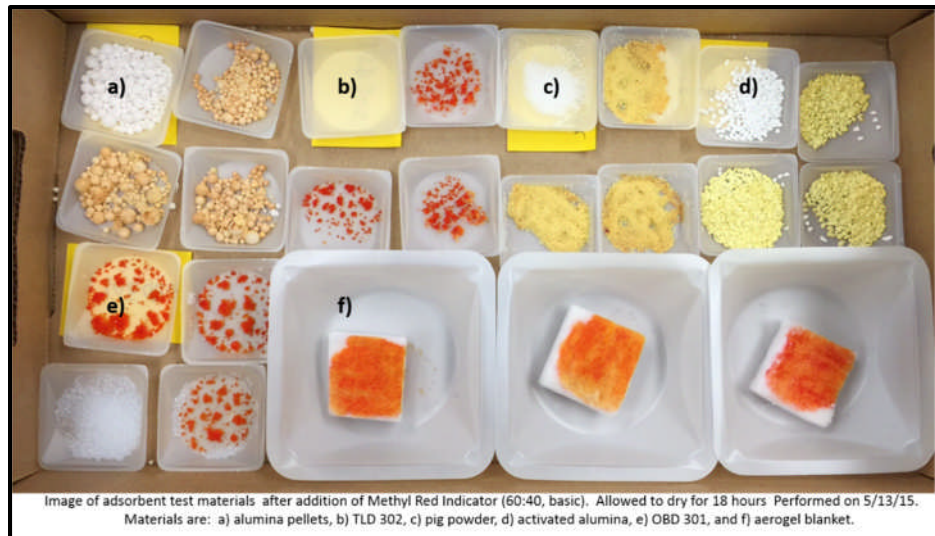 a)
b)
c)
d)
e)
f)
Image of adsorbent test materials after addition of Methyl Red Indicator (60:40, basic). Allowed to dry for 18 hours Performed on 5/13/15.
Materials are: a) alumina pellets, b) TLD 302, c) pig powder, d) activated alumina, e) OBD 301, and f) aerogel blanket.